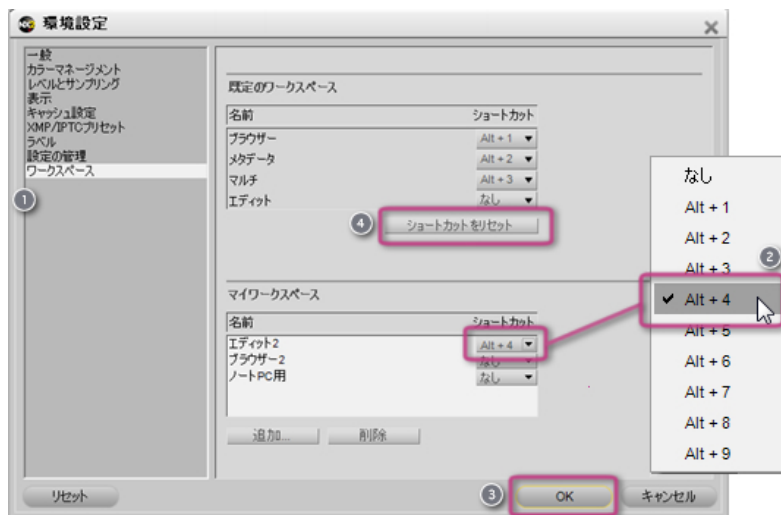 環境設定
一般
カラーマネージメント
レベルとサンプリング
表示
キャッシュ設定
XMP/IPTCプリセット
ラベル
設定の管理
ワークスペース
1
既定のワークスペース
名前 ショートカット
ブラウザー Alt + 1
メタデータ Alt + 2
マルチ Alt + 3
エディット なし
4 ショートカットをリセット
マイワークスペース
名前 ショートカット
エディット2 Alt + 4
ブラウザー2 なし
ノートPC用 なし
追加... 削除
リセット
3 OK
キャンセル
なし
Alt + 1
Alt + 2
2
Alt + 3
Alt + 4
Alt + 5
Alt + 6
Alt + 7
Alt + 8
Alt + 9